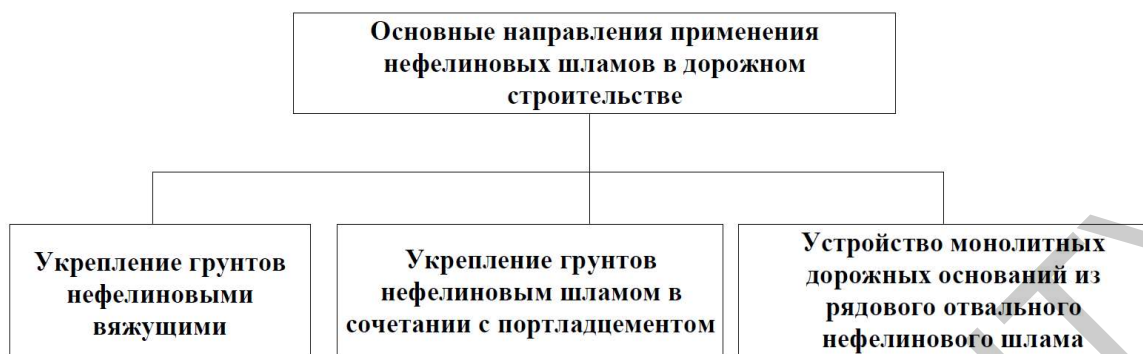 Основные направления применения
нефелиновых шламов в дорожном
строительстве
Укрепление грунтов
нефелиновыми
вяжущими
Укрепление грунтов
нефелиновым шламом в
сочетании с портладцементом
Устройство монолитных
дорожных оснований из
рядового отвального
нефелинового шлама